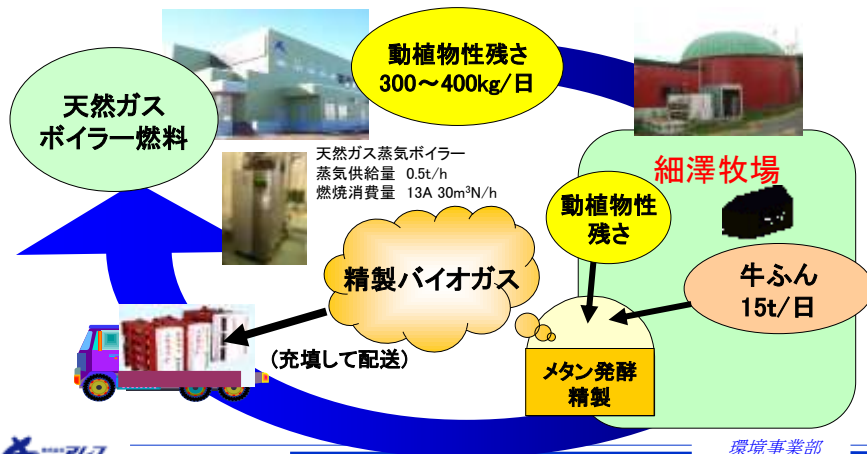 動植物性残さ
300～400kg/日
天然ガス
ボイラー燃料
天然ガス蒸気ボイラー
蒸気供給量 0.5t/h
燃焼消費量 13A 30m³N/h
細澤牧場
動植物性
残さ
精製バイオガス
牛ふん
15t/日
(充填して配送)
メタン発酵
精製
環境事業部